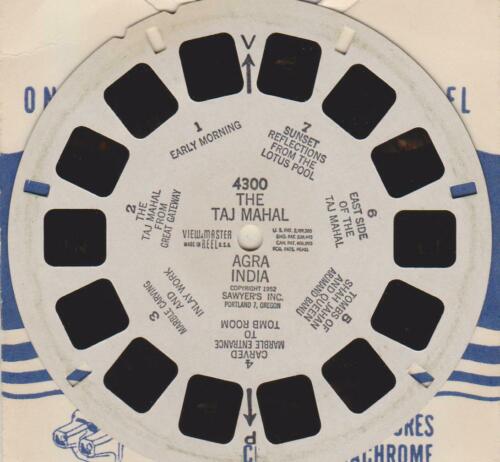 ON
EL
V
1
EARLY MORNING
7
SUNSET
REFLECTIONS
FROM THE
LOTUS POOL
2
THE
TAJ MAHAL
FROM
GREAT GATEWAY
6
EAST SIDE
OF THE
TAJ MAHAL
4300
THE
TAJ MAHAL
VIEW-MASTER
MADE IN REEL U.S.A.
AGRA
INDIA
COPYRIGHT 1952
SAWYER'S INC.
PORTLAND 7, OREGON
3
MARBLE CARVING
AND
INLAY WORK
5
TOMBS OF
SHAH JAHAN
AND QUEEN
ARJMAND BANU
4
CARVED
MARBLE ENTRANCE
TO
TOMB ROOM
P
C
URES
ACHROME